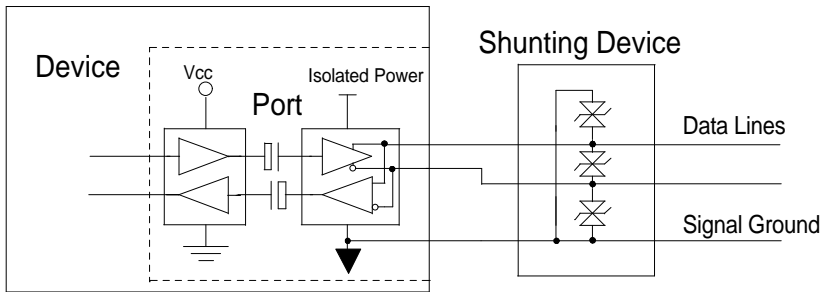 Shunting Device
Device
Vcc
Isolated Power
Port
Data Lines
Signal Ground